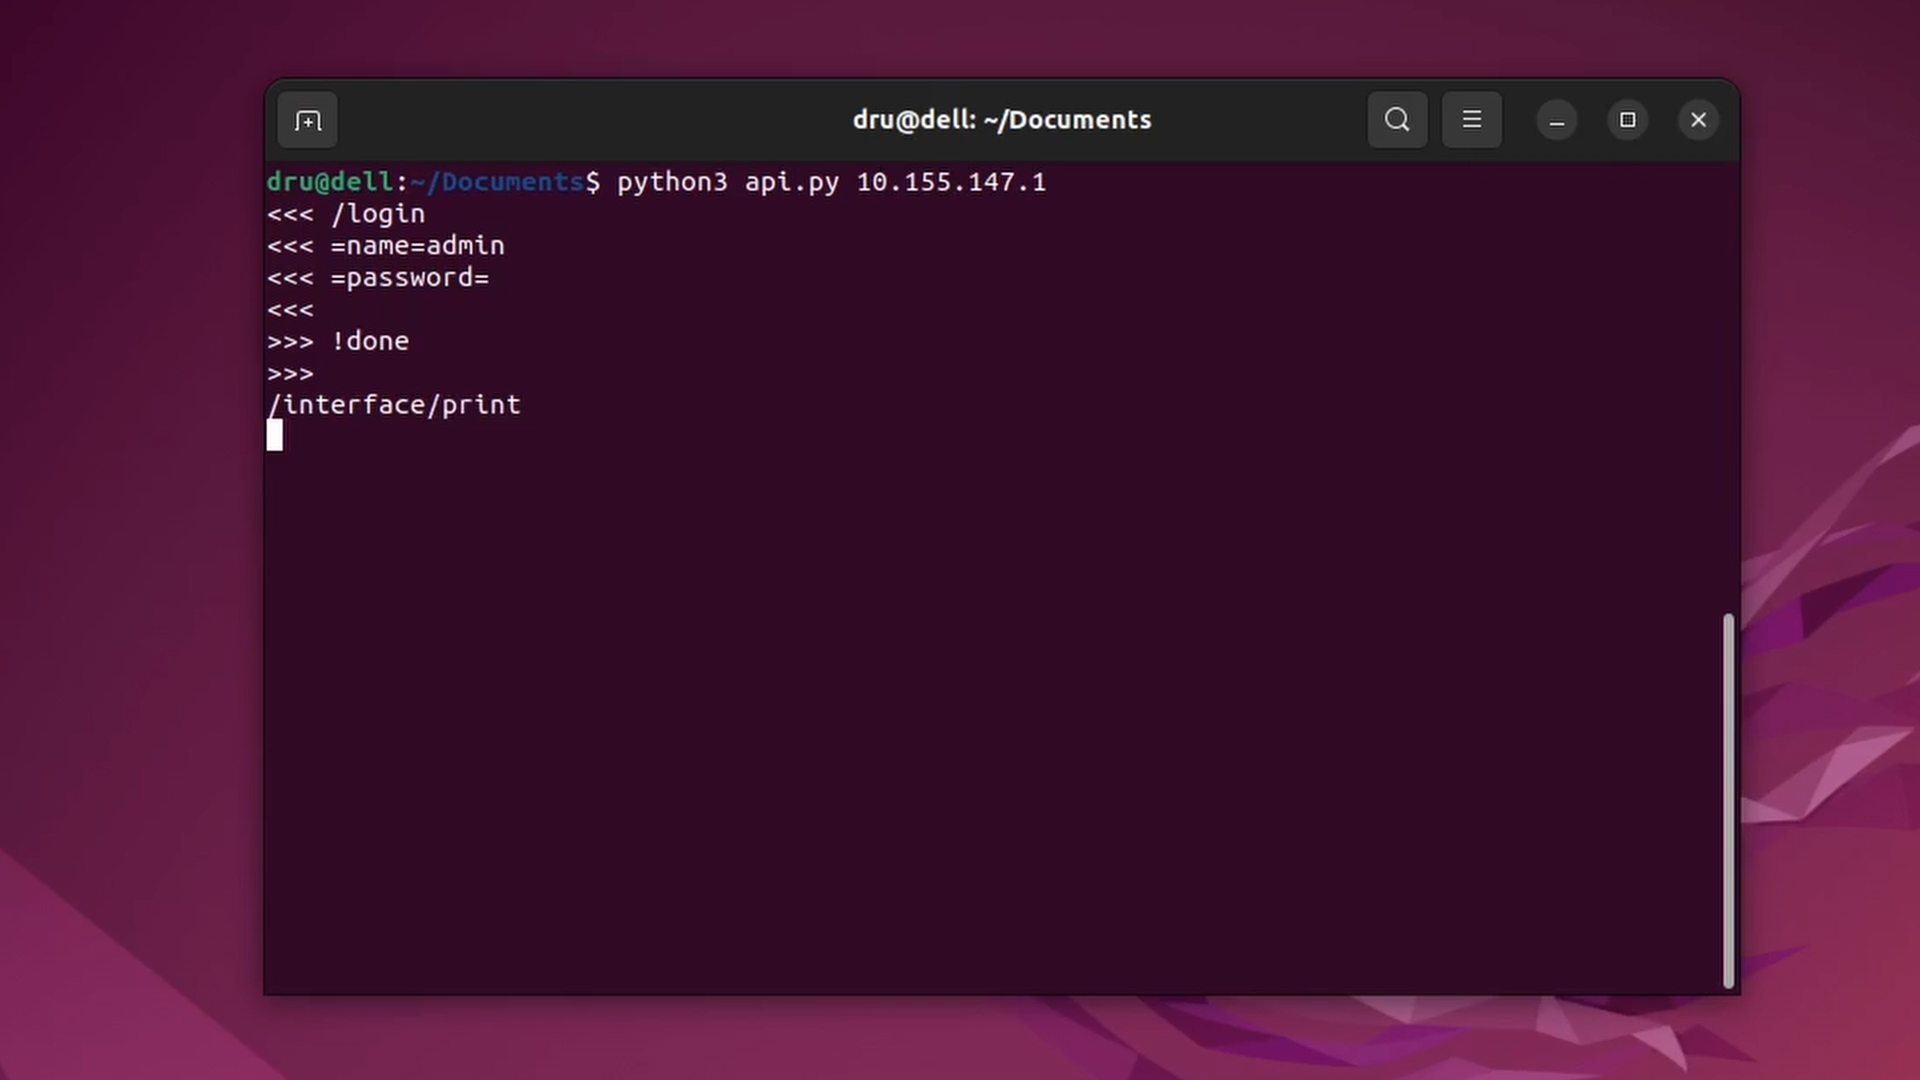 dru@dell: ~/Documents
dru@dell:~/Documents$ python3 api.py 10.155.147.1
<<< /login
<<< =name=admin
<<< =password=
<<<
>>> !done
>>>
/interface/print